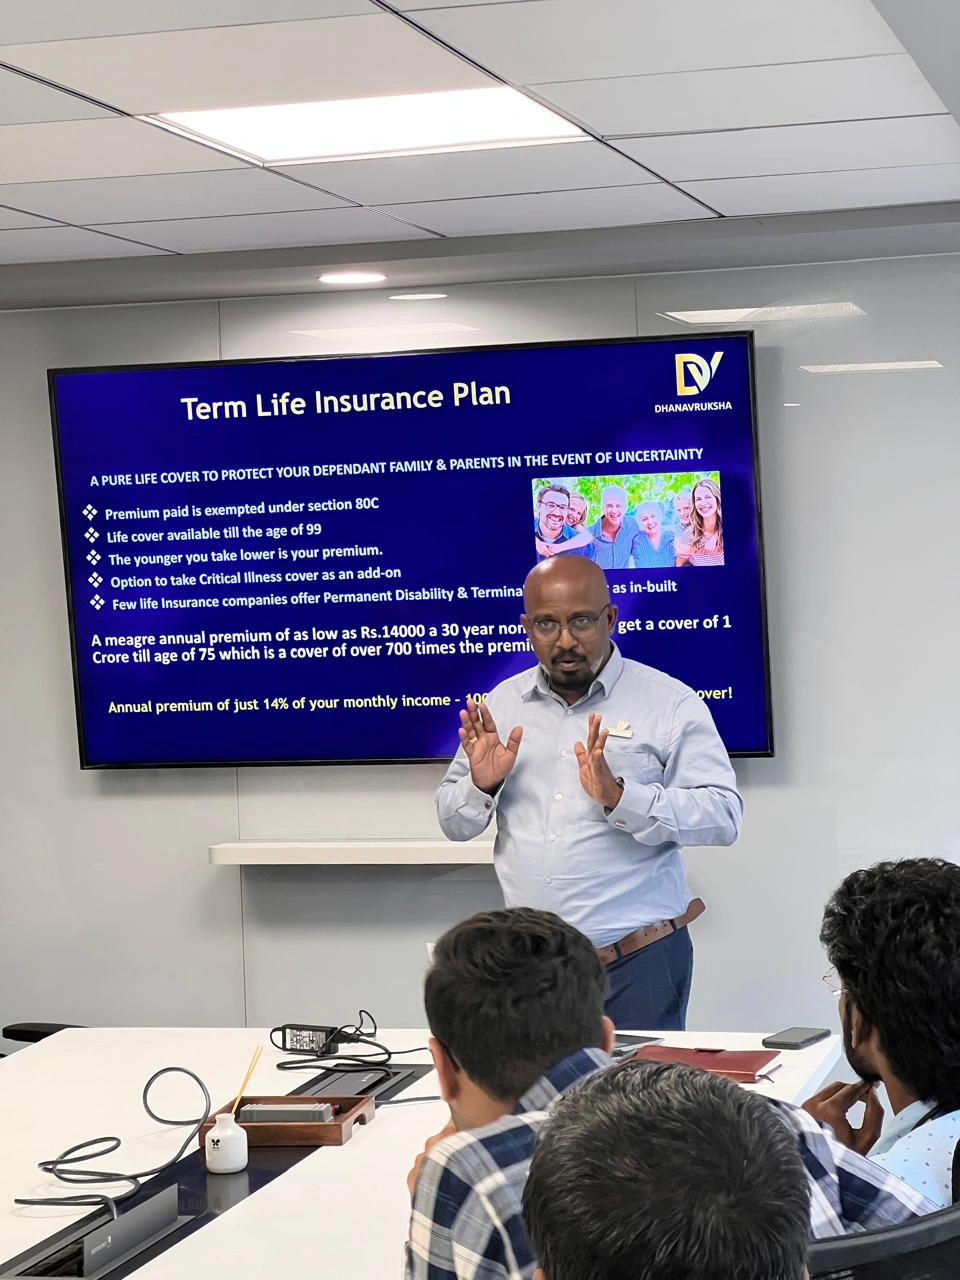 Term Life Insurance Plan
DV
DHANAVRUKSHA
A PURE LIFE COVER TO PROTECT YOUR DEPENDANT FAMILY & PARENTS IN THE EVENT OF UNCERTAINTY
Premium paid is exempted under section 80C
Life cover available till the age of 99
The younger you take lower is your premium.
Option to take Critical Illness cover as an add-on
Few life Insurance companies offer Permanent Disability & as in-built
A meagre annual premium of as low as Rs.14000 a 30 year get a cover of 1
Crore till age of 75 which is a cover of over 700 times the
Annual premium of just 14% of your monthly income -